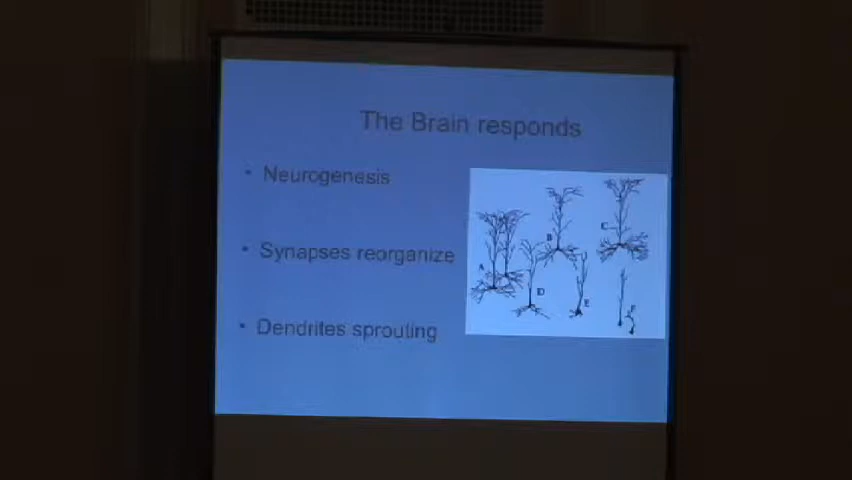 The Brain responds
• Neurogenesis
• Synapses reorganize
• Dendrites sprouting
A
B
C
D
E
F